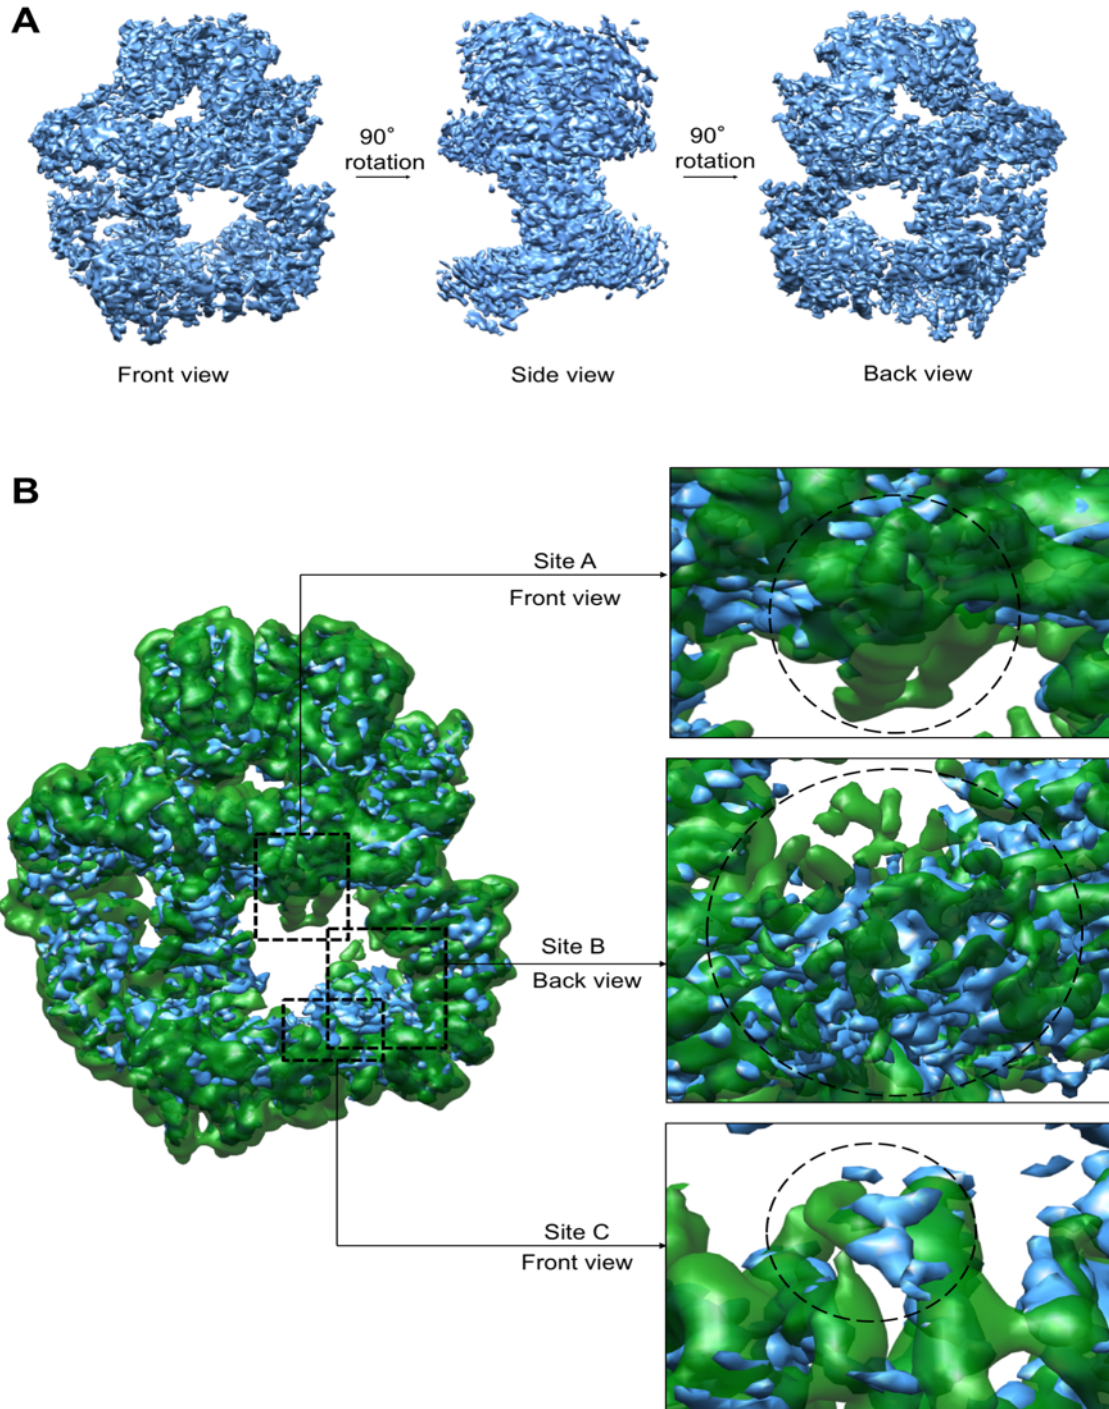 A
90°
rotation
90°
rotation
Front view
Side view
Back view
B
Site A
Front view
Site B
Back view
Site C
Front view